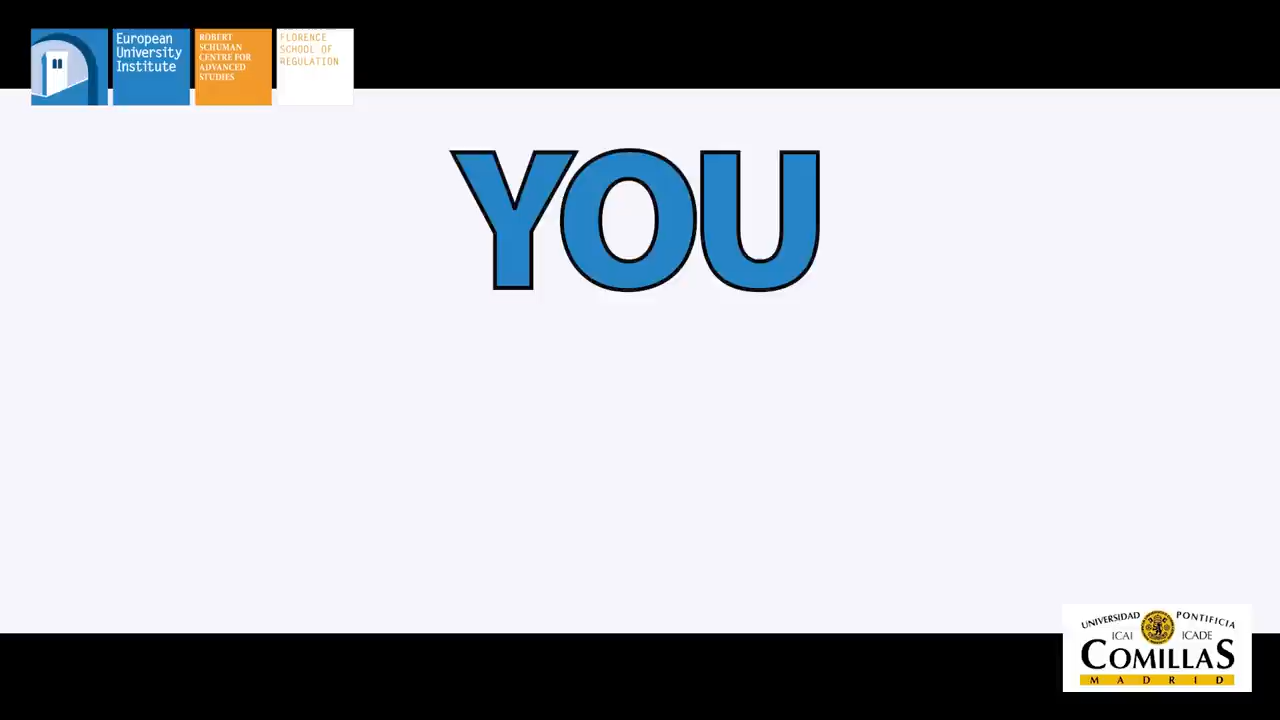 European
University
Institute
ROBERT
SCHUMAN
CENTRE FOR
ADVANCED
STUDIES
FLORENCE
SCHOOL OF
REGULATION
YOU
UNIVERSIDAD PONTIFICIA
ICAI ICADE
COMILLAS
MADRID